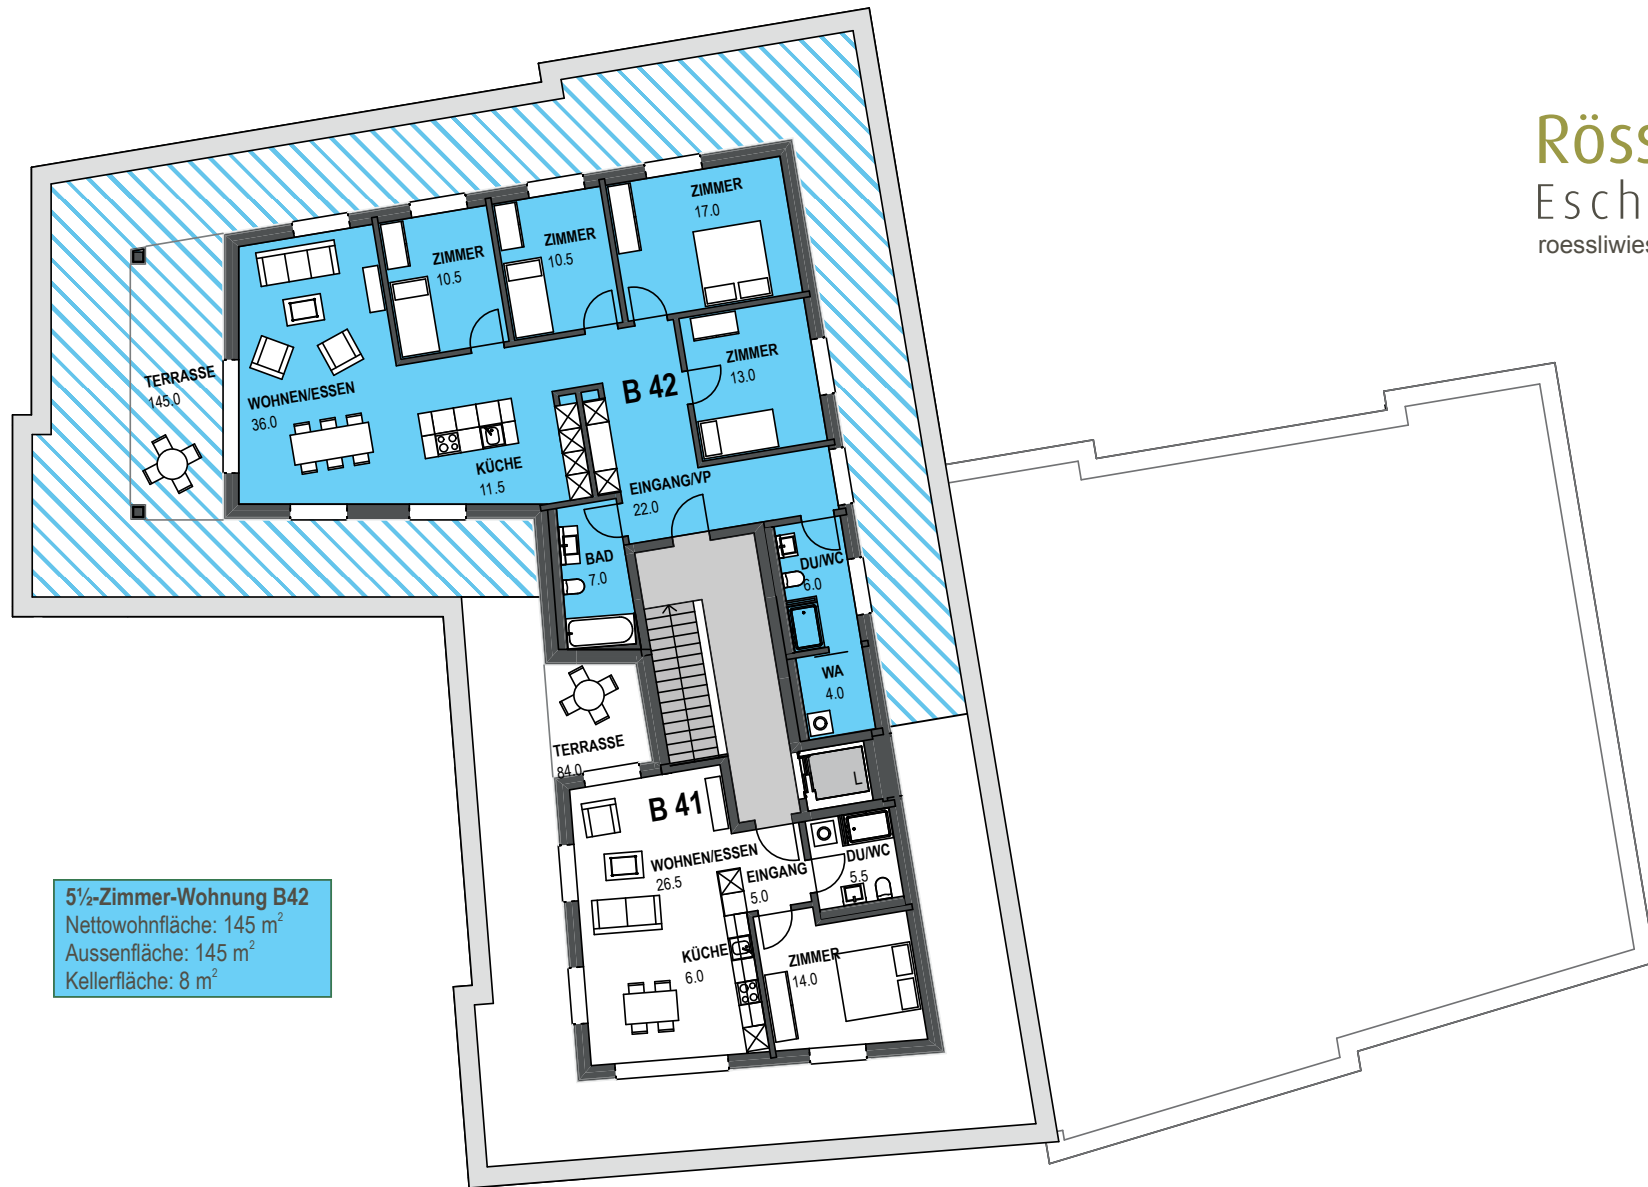 Röss
Esch
roessliwies
ZIMMER
17.0
ZIMMER
10.5
ZIMMER
10.5
ZIMMER
13.0
TERRASSE
145.0
WOHNEN/ESSEN
36.0
B 42
KÜCHE
11.5
EINGANG/VP
22.0
BAD
7.0
DU/WC
6.0
WA
4.0
L
TERRASSE
84.0
B 41
WOHNEN/ESSEN
26.5
EINGANG
5.0
DU/WC
5.5
KÜCHE
6.0
ZIMMER
14.0
5½-Zimmer-Wohnung B42
Nettowohnfläche: 145 m²
Aussenfläche: 145 m²
Kellerfläche: 8 m²